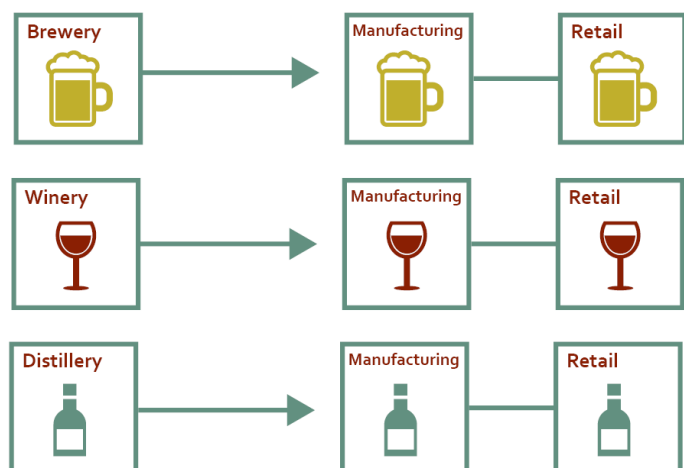 Brewery
Manufacturing
Retail
Winery
Manufacturing
Retail
Distillery
Manufacturing
Retail